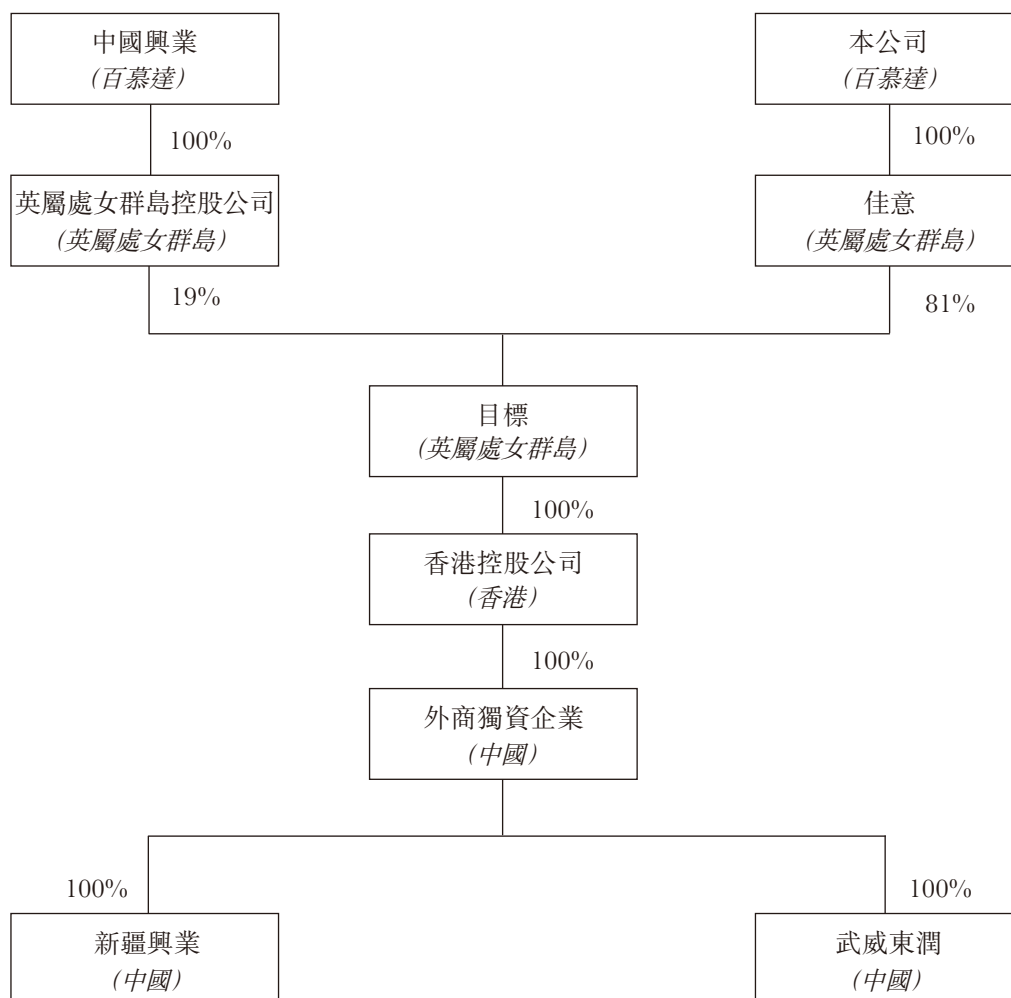 中國興業
(百慕達)
本公司
(百慕達)
100%
100%
英屬處女群島控股公司
(英屬處女群島)
佳意
(英屬處女群島)
19%
81%
目標
(英屬處女群島)
100%
香港控股公司
(香港)
100%
外商獨資企業
(中國)
100%
100%
新疆興業
(中國)
武威東潤
(中國)